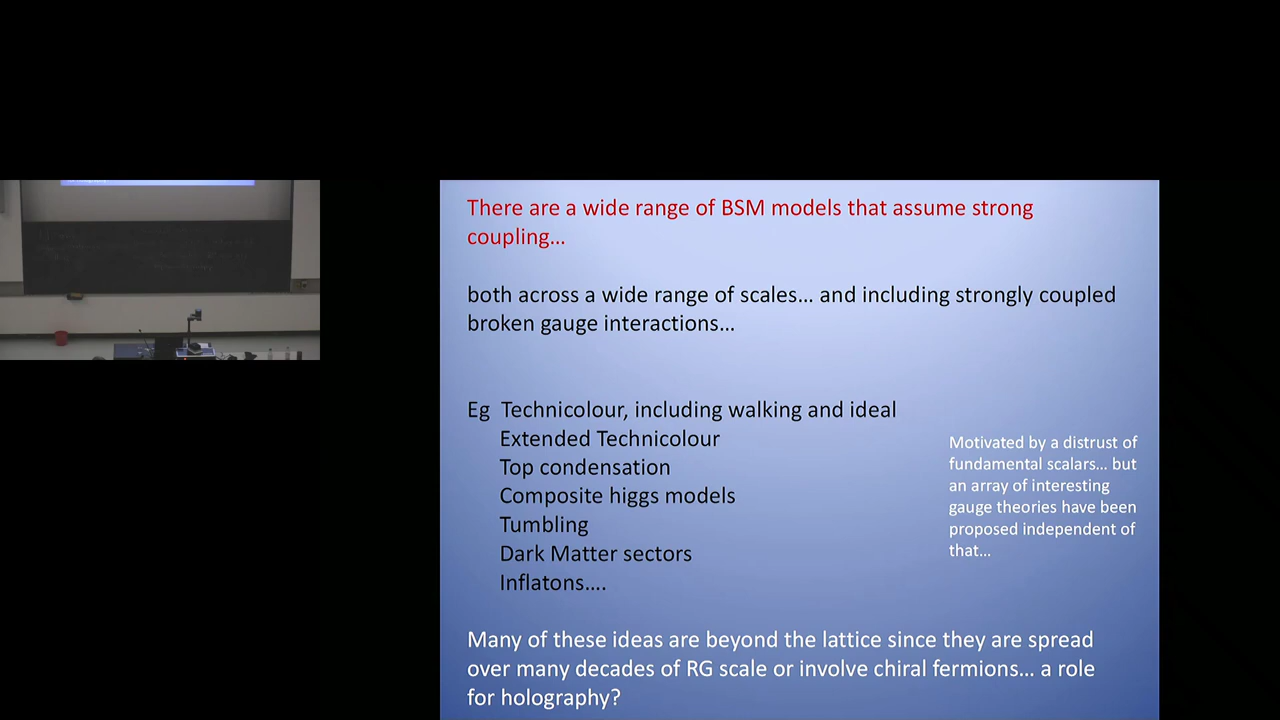 There are a wide range of BSM models that assume strong
coupling…
both across a wide range of scales… and including strongly coupled
broken gauge interactions…
Eg Technicolour, including walking and ideal
Extended Technicolour
Top condensation
Composite higgs models
Tumbling
Dark Matter sectors
Inflatons….
Motivated by a distrust of
fundamental scalars… but
an array of interesting
gauge theories have been
proposed independent of
that…
Many of these ideas are beyond the lattice since they are spread
over many decades of RG scale or involve chiral fermions… a role
for holography?